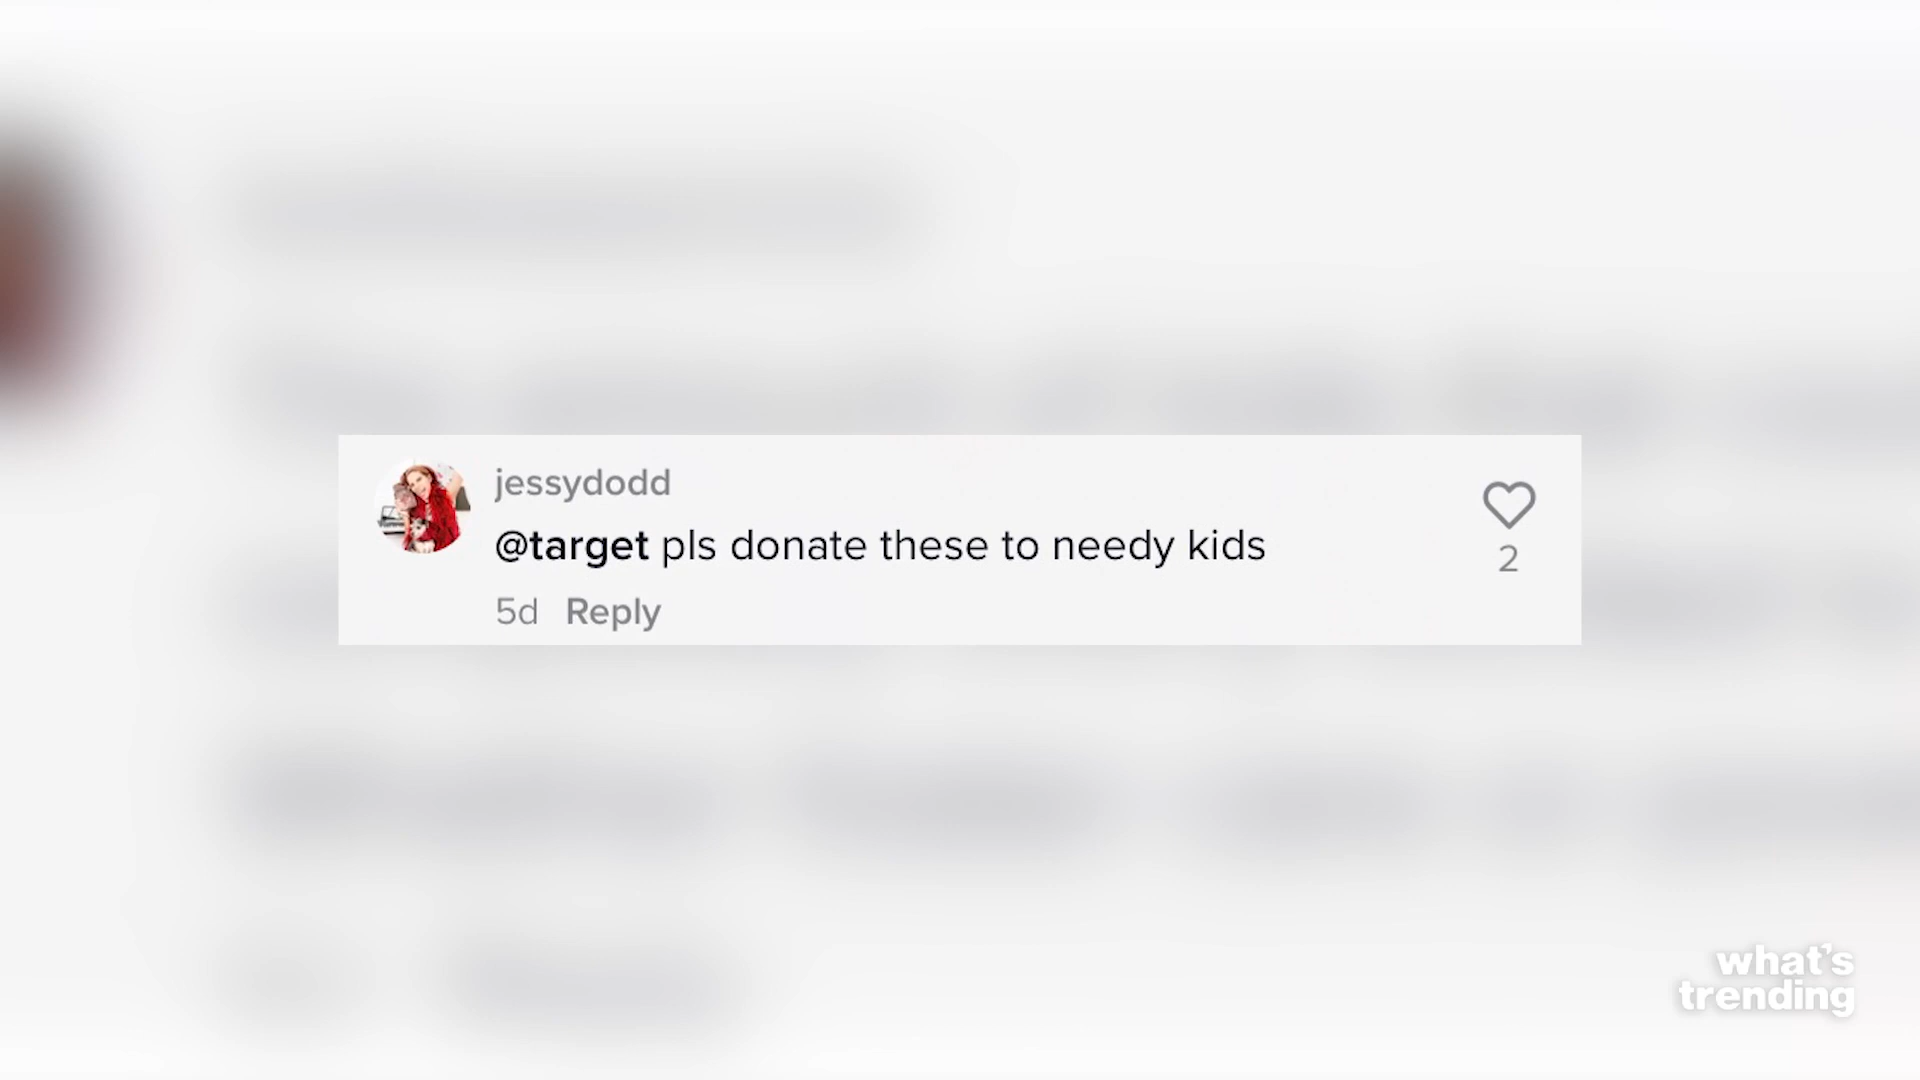 jessydodd
@target pls donate these to needy kids
2
5d Reply
what's
trending